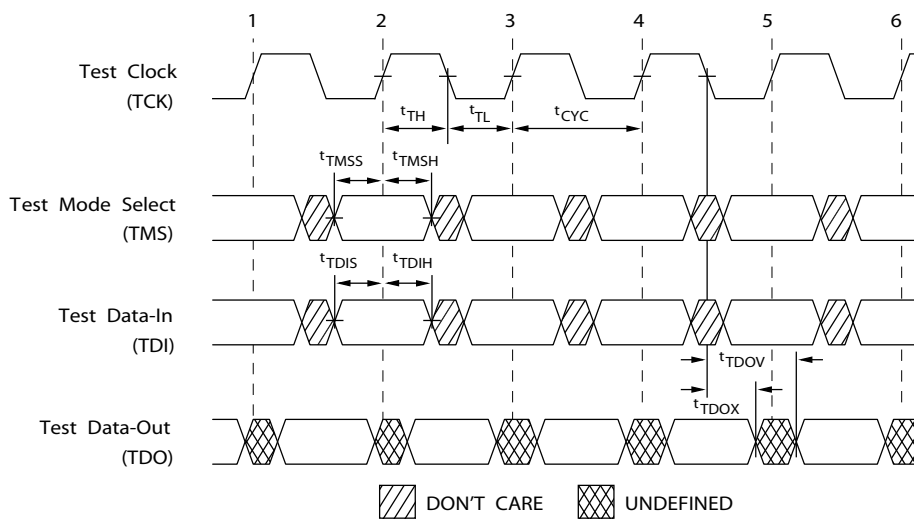 1 2 3 4 5 6
Test Clock
(TCK)
tTH tTL tCYC
tTMSS tTMSH
Test Mode Select
(TMS)
tTDIS tTDIH
Test Data-In
(TDI)
tTDOV
tTDOX
Test Data-Out
(TDO)
DON'T CARE UNDEFINED